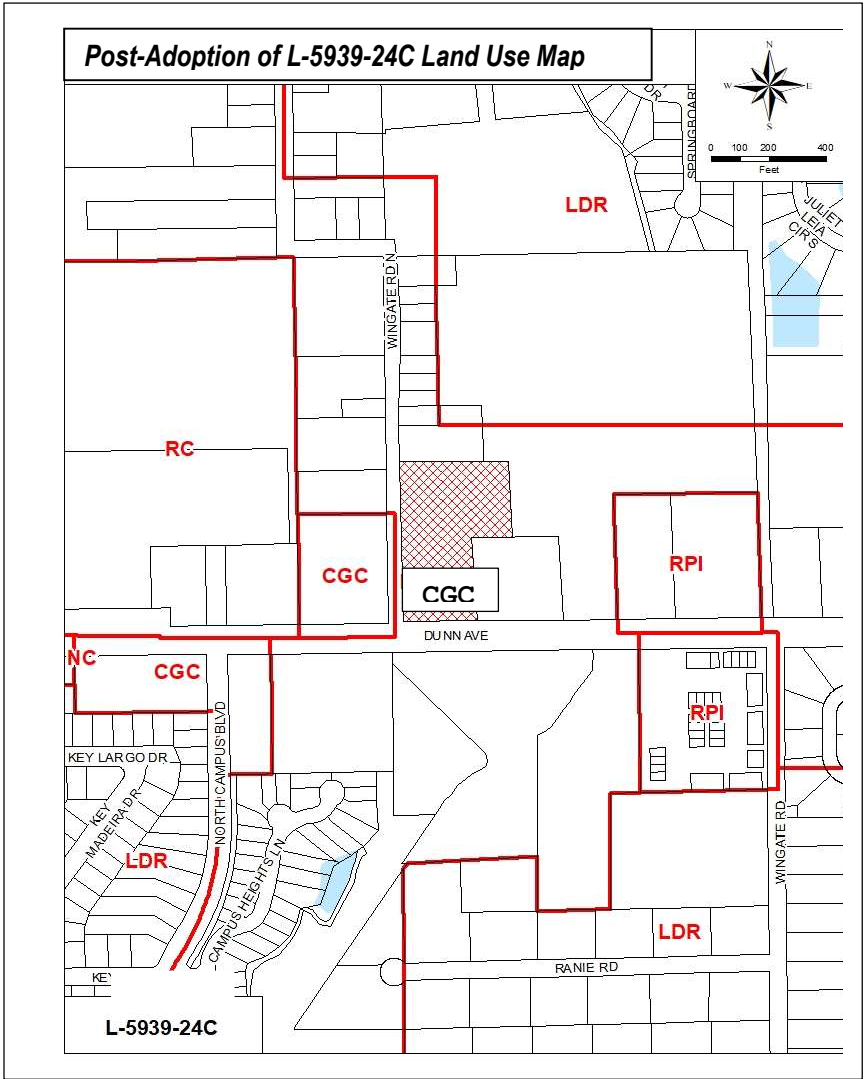 Post-Adoption of L-5939-24C Land Use Map
N
W
E
S
0 100 200 400
Feet
DR
SPRINGBOARD
LDR
JULIET
LEIA
CIR S
WINGATE RD N
RC
CGC
CGC
RPI
DUNN AVE
NC
CGC
RPI
KEY LARGO DR
NORTH CAMPUS BLVD
KEY
MADEIRA DR
LDR
CAMPUS HEIGHTS LN
WINGATE RD
LDR
RANIE RD
KEY
L-5939-24C